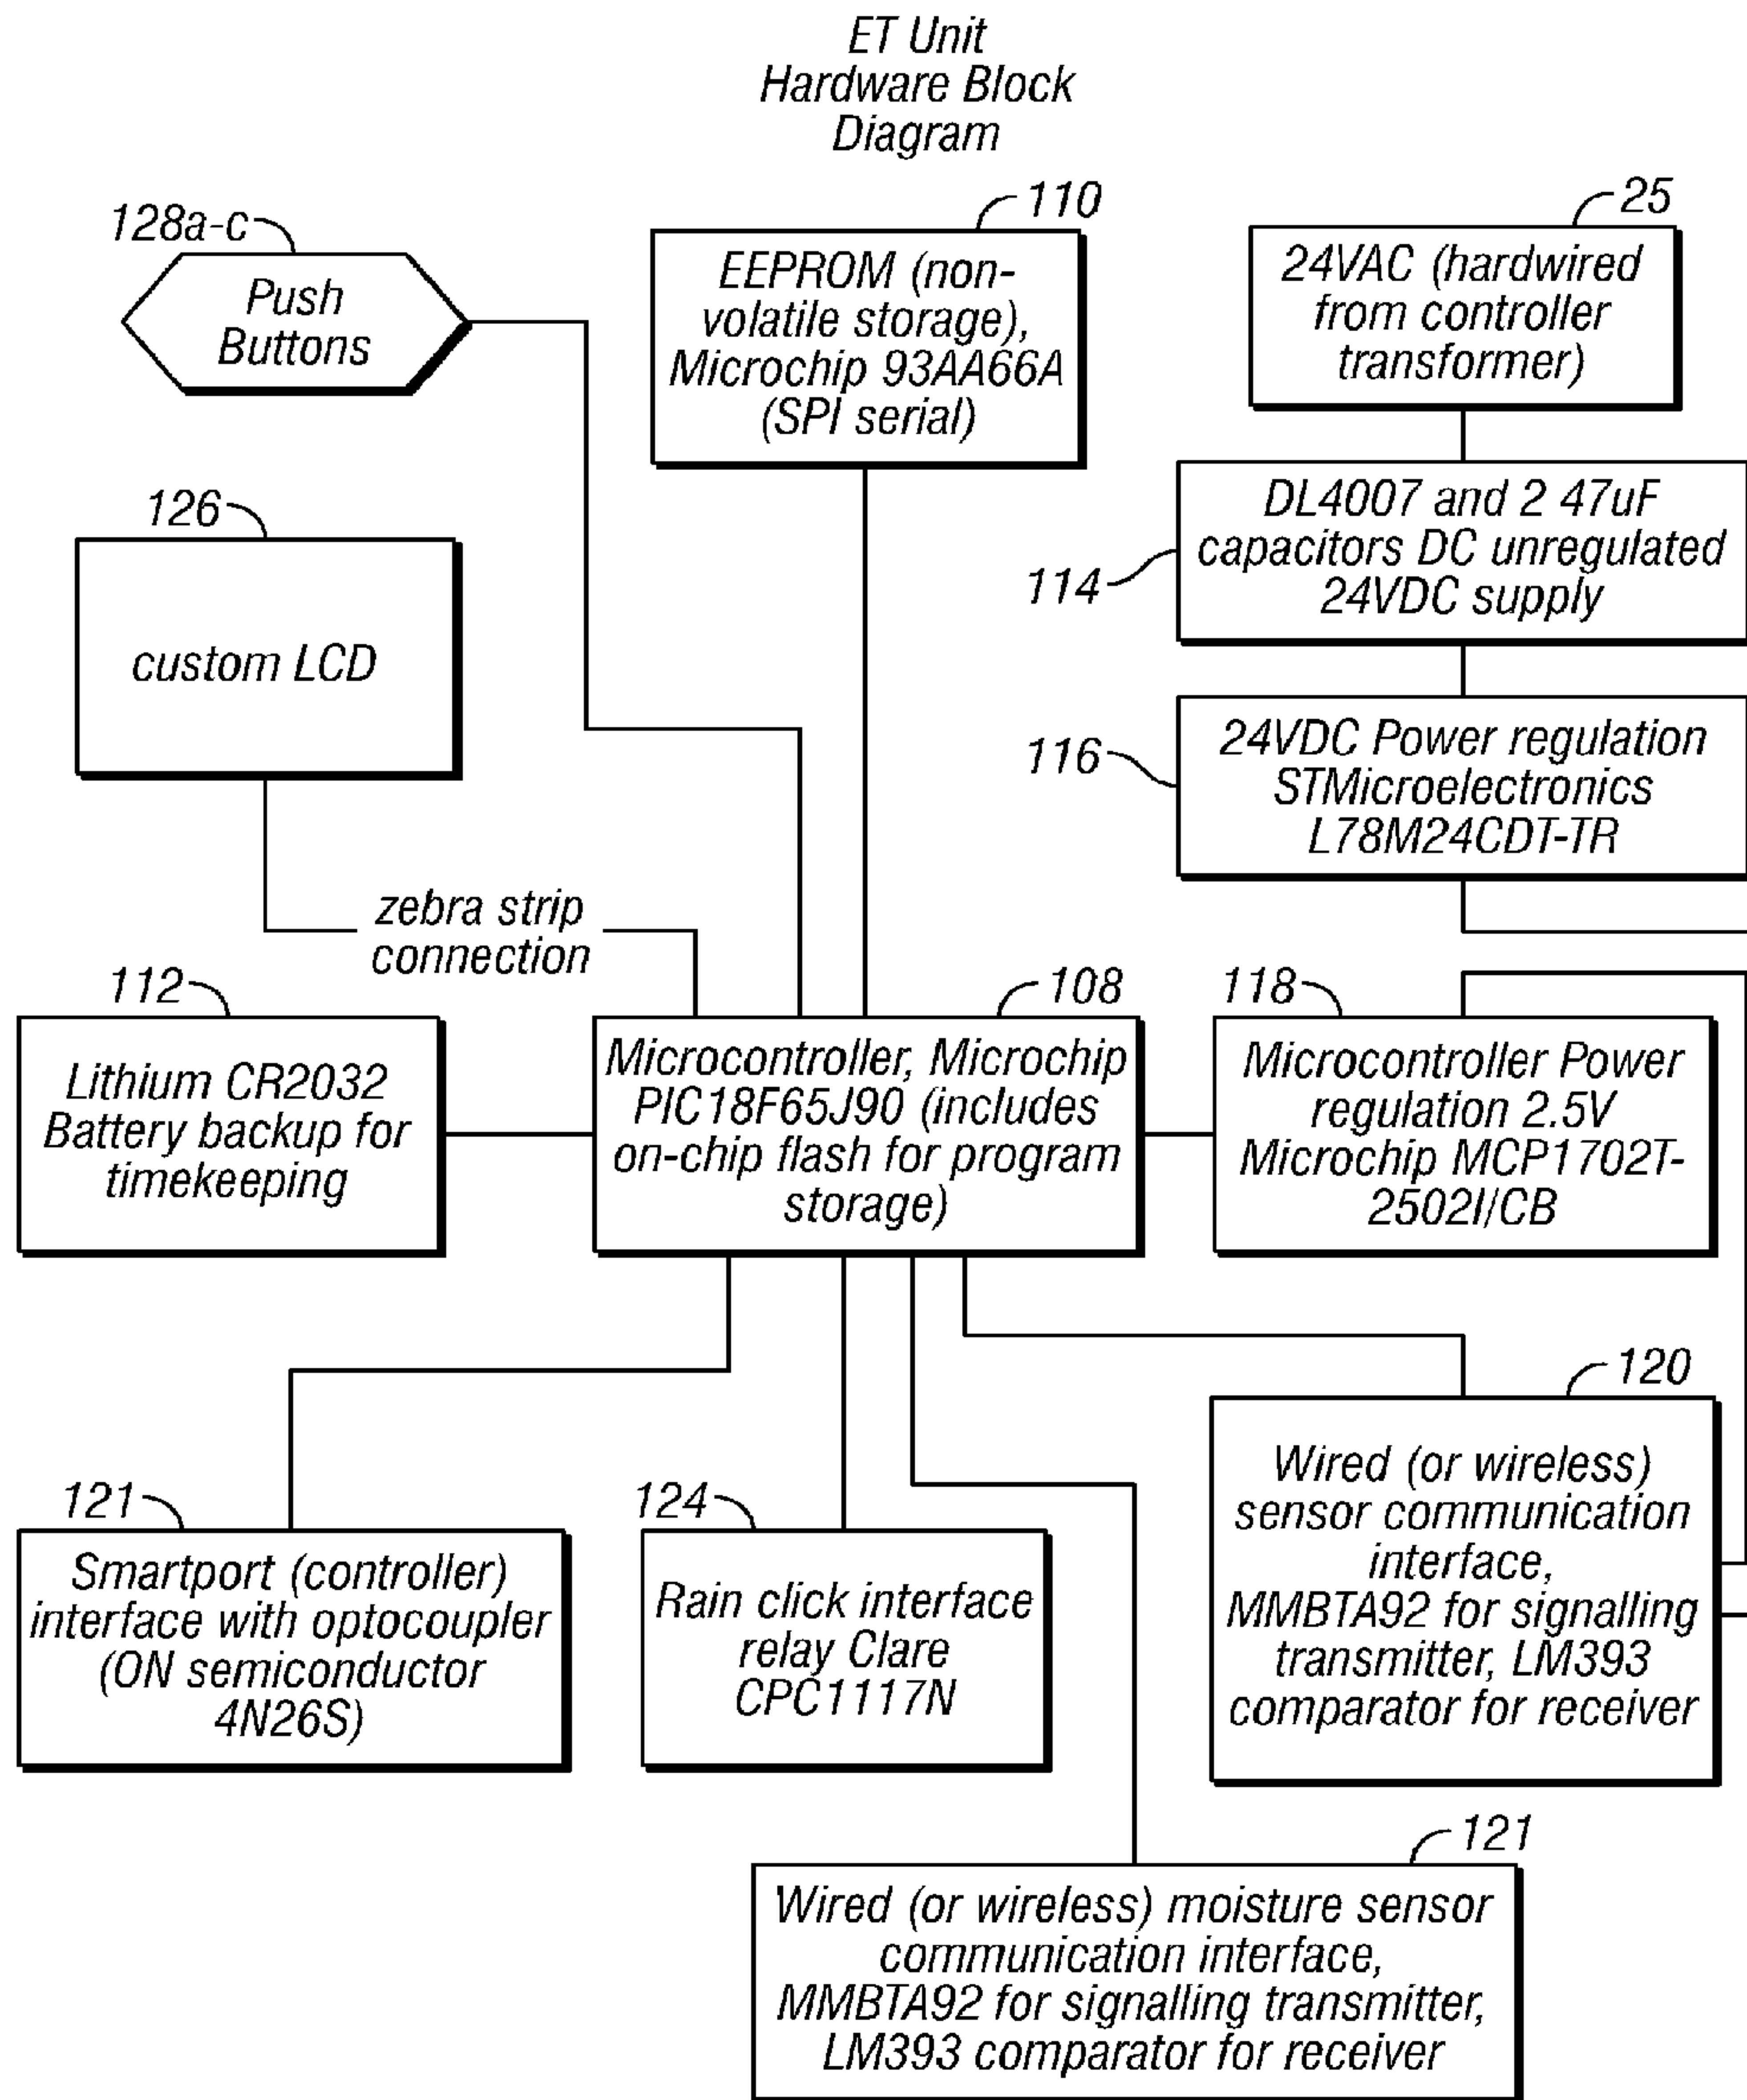 ET Unit
Hardware Block
Diagram
128a-c
Push
Buttons
110
EEPROM (non-
volatile storage),
Microchip 93AA66A
(SPI serial)
25
24VAC (hardwired
from controller
transformer)
126
custom LCD
114
DL4007 and 2 47uF
capacitors DC unregulated
24VDC supply
116
24VDC Power regulation
STMicroelectronics
L78M24CDT-TR
zebra strip
connection
112
Lithium CR2032
Battery backup for
timekeeping
108
Microcontroller, Microchip
PIC18F65J90 (includes
on-chip flash for program
storage)
118
Microcontroller Power
regulation 2.5V
Microchip MCP1702T-
2502I/CB
121
Smartport (controller)
interface with optocoupler
(ON semiconductor
4N26S)
124
Rain click interface
relay Clare
CPC1117N
120
Wired (or wireless)
sensor communication
interface,
MMBTA92 for signalling
transmitter, LM393
comparator for receiver
121
Wired (or wireless) moisture sensor
communication interface,
MMBTA92 for signalling transmitter,
LM393 comparator for receiver